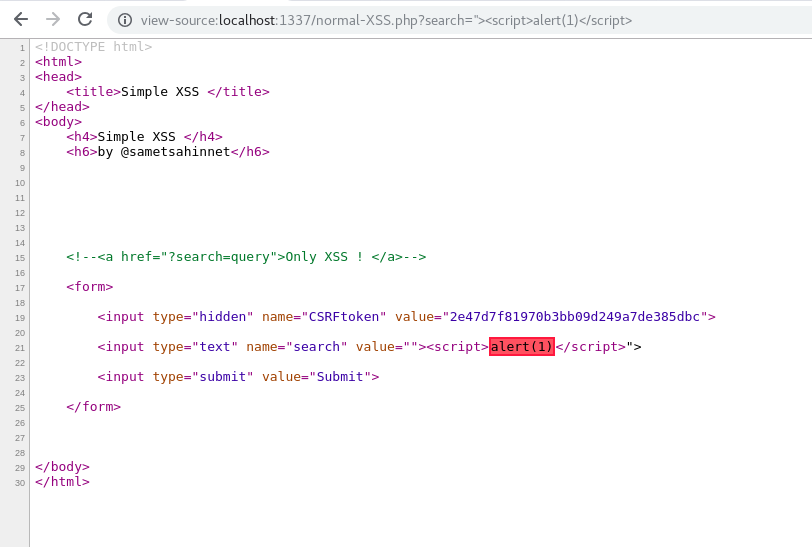 view-source:localhost:1337/normal-XSS.php?search="><script>alert(1)</script>
1 <!DOCTYPE html>
2 <html>
3 <head>
4 <title>Simple XSS </title>
5 </head>
6 <body>
7 <h4>Simple XSS </h4>
8 <h6>by @sametsahinnet</h6>
9
10
11
12
13
14
15 <!--<a href="?search=query">Only XSS ! </a>-->
16
17 <form>
18
19 <input type="hidden" name="CSRFtoken" value="2e47d7f81970b3bb09d249a7de385dbc">
20
21 <input type="text" name="search" value=""><script>alert(1)</script>">
22
23 <input type="submit" value="Submit">
24
25 </form>
26
27
28
29 </body>
30 </html>